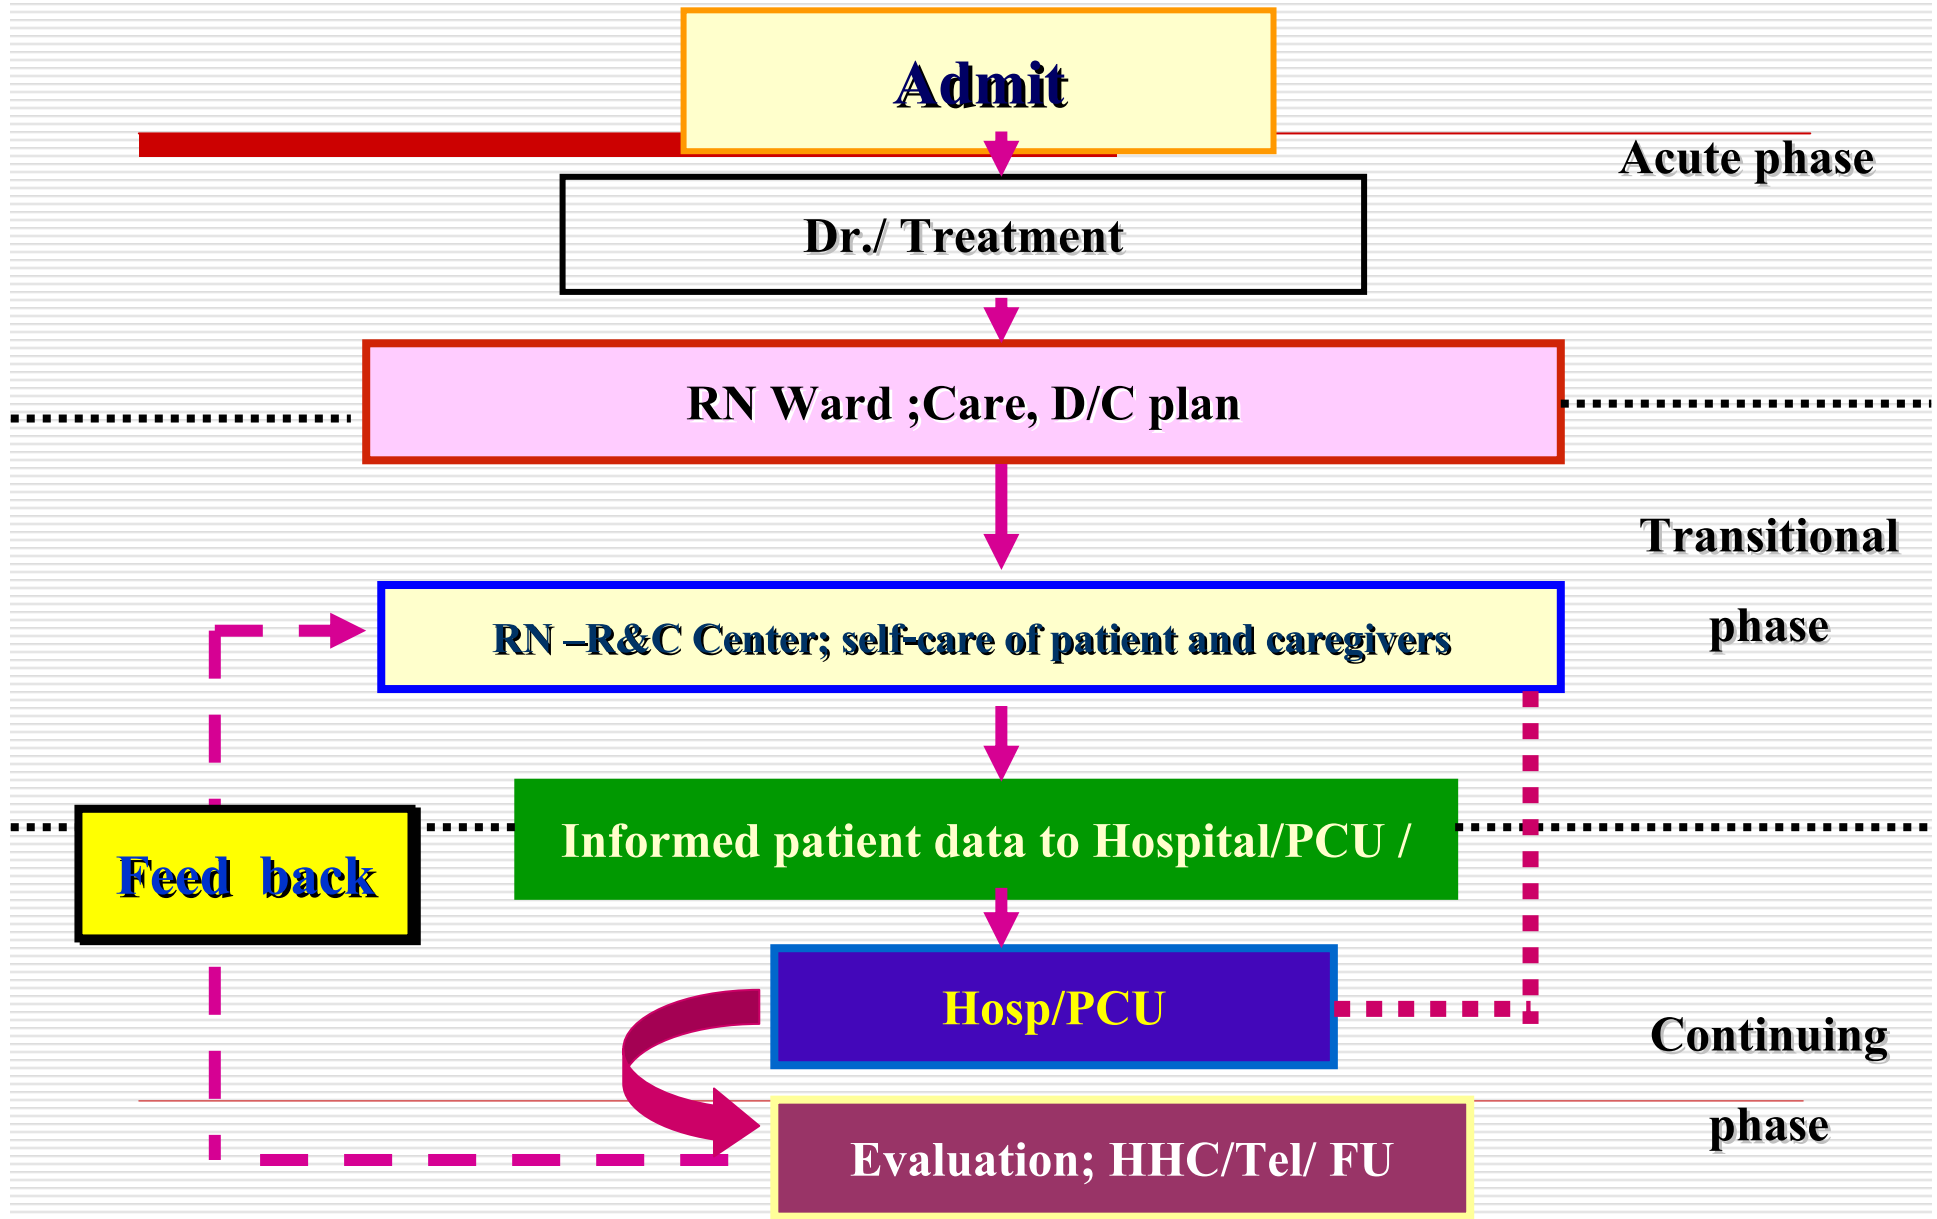 Admit
Acute phase
Dr./ Treatment
RN Ward ;Care, D/C plan
Transitional
phase
RN –R&C Center; self-care of patient and caregivers
Informed patient data to Hospital/PCU /
Feed  back
Hosp/PCU
Continuing
phase
Evaluation; HHC/Tel/ FU